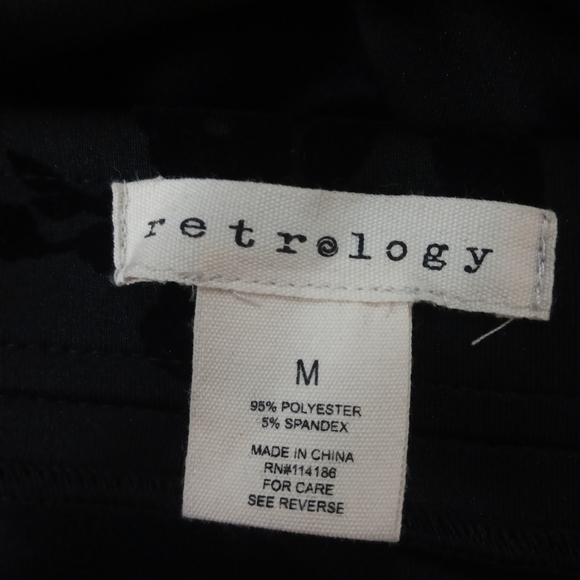 retrology
M
95% POLYESTER
5% SPANDEX
MADE IN CHINA
RN#114186
FOR CARE
SEE REVERSE